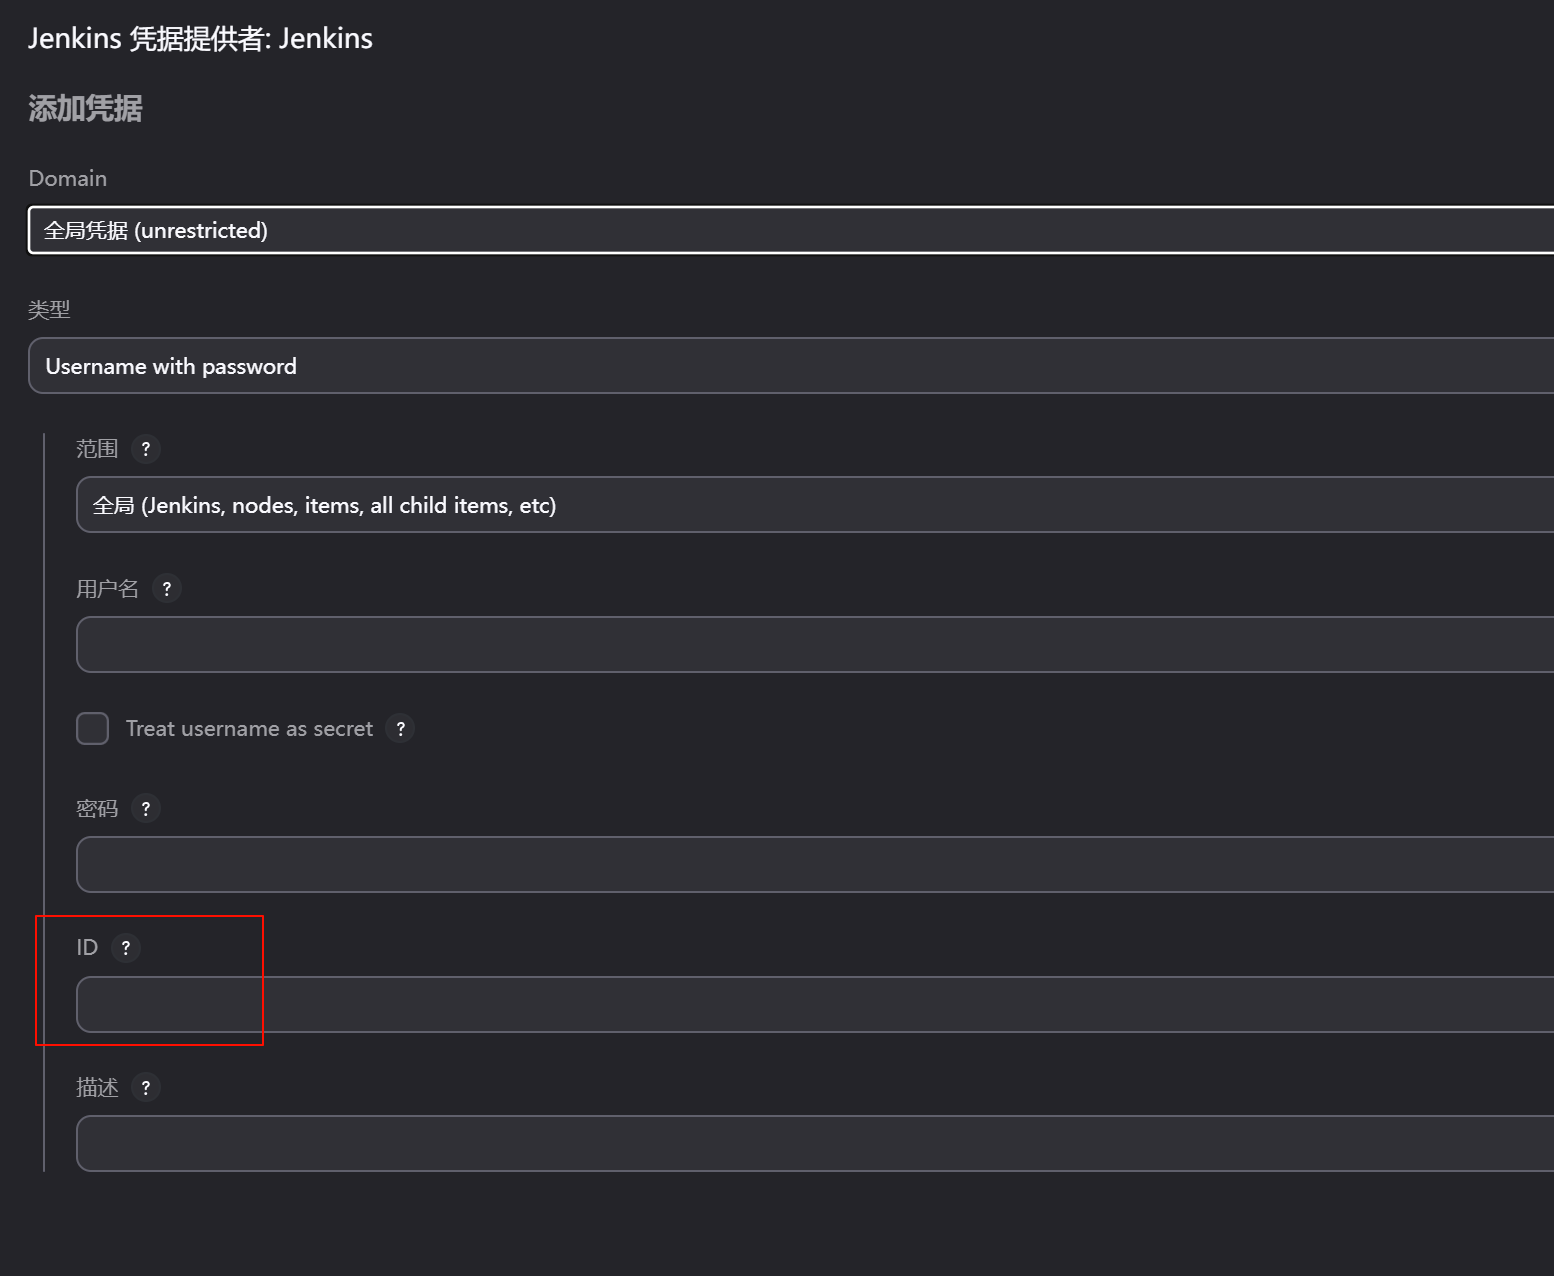 Jenkins 凭据提供者: Jenkins
添加凭据
Domain
全局凭据 (unrestricted)
类型
Username with password
范围 ?
全局 (Jenkins, nodes, items, all child items, etc)
用户名 ?
Treat username as secret ?
密码 ?
ID ?
描述 ?